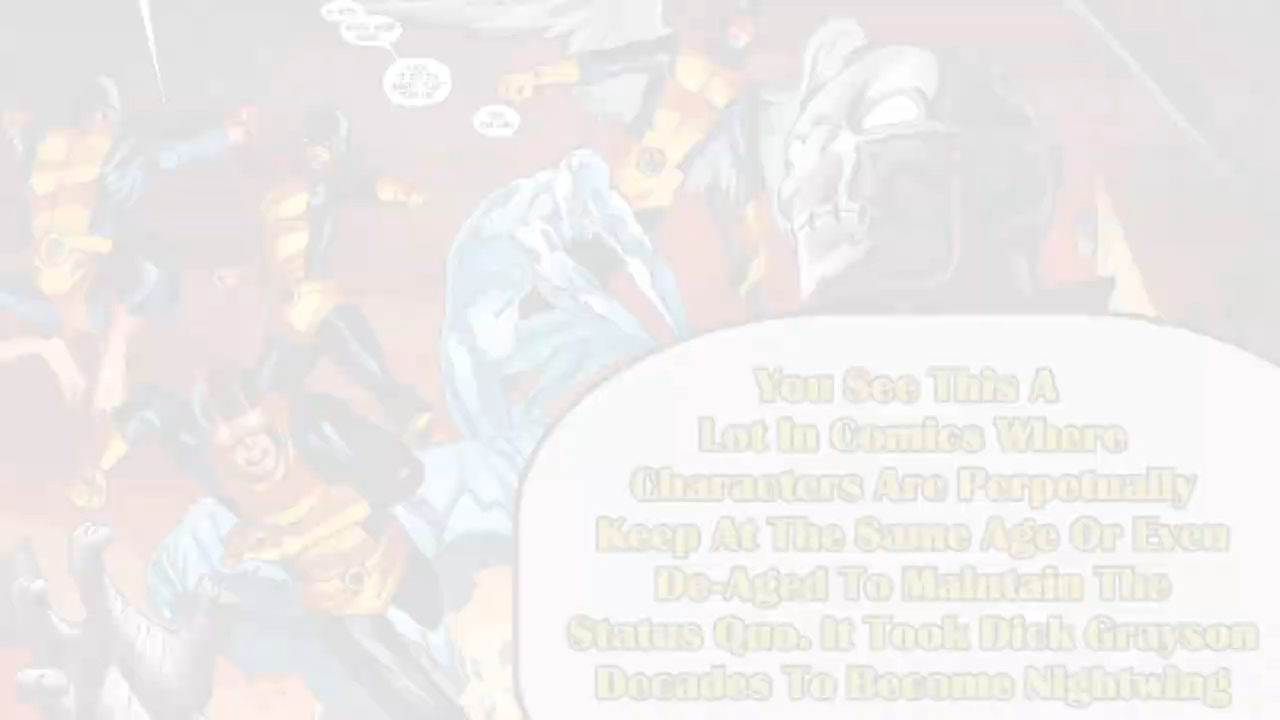 You See This A
Lot In Comics Where
Characters Are Perpetually
Keep At The Same Age Or Even
De-Aged To Maintain The
Status Quo. It Took Dick Grayson
Decades To Become Nightwing